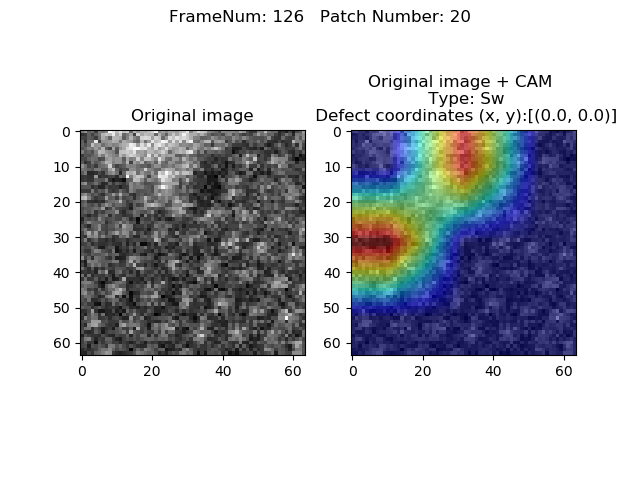 FrameNum: 126   Patch Number: 20
Original image
0
10
20
30
40
50
60
0 20 40 60
Original image + CAM
Type: Sw
Defect coordinates (x, y):[(0.0, 0.0)]
0
10
20
30
40
50
60
0 20 40 60